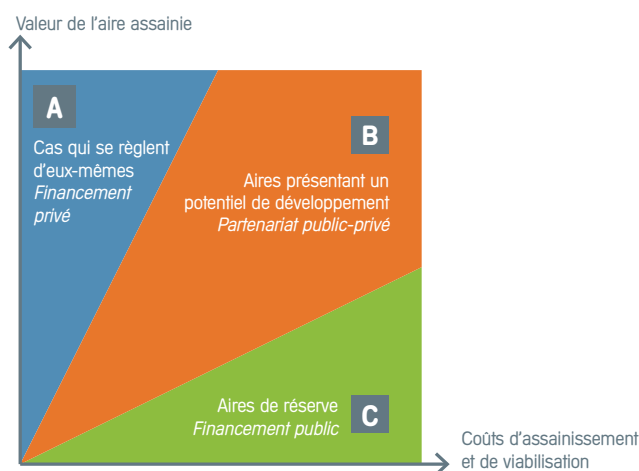 Valeur de l'aire assainie
A
Cas qui se règlent
d'eux-mêmes
Financement
privé
B
Aires présentant un
potentiel de développement
Partenariat public-privé
Aires de réserve
Financement public
C
Coûts d'assainissement
et de viabilisation